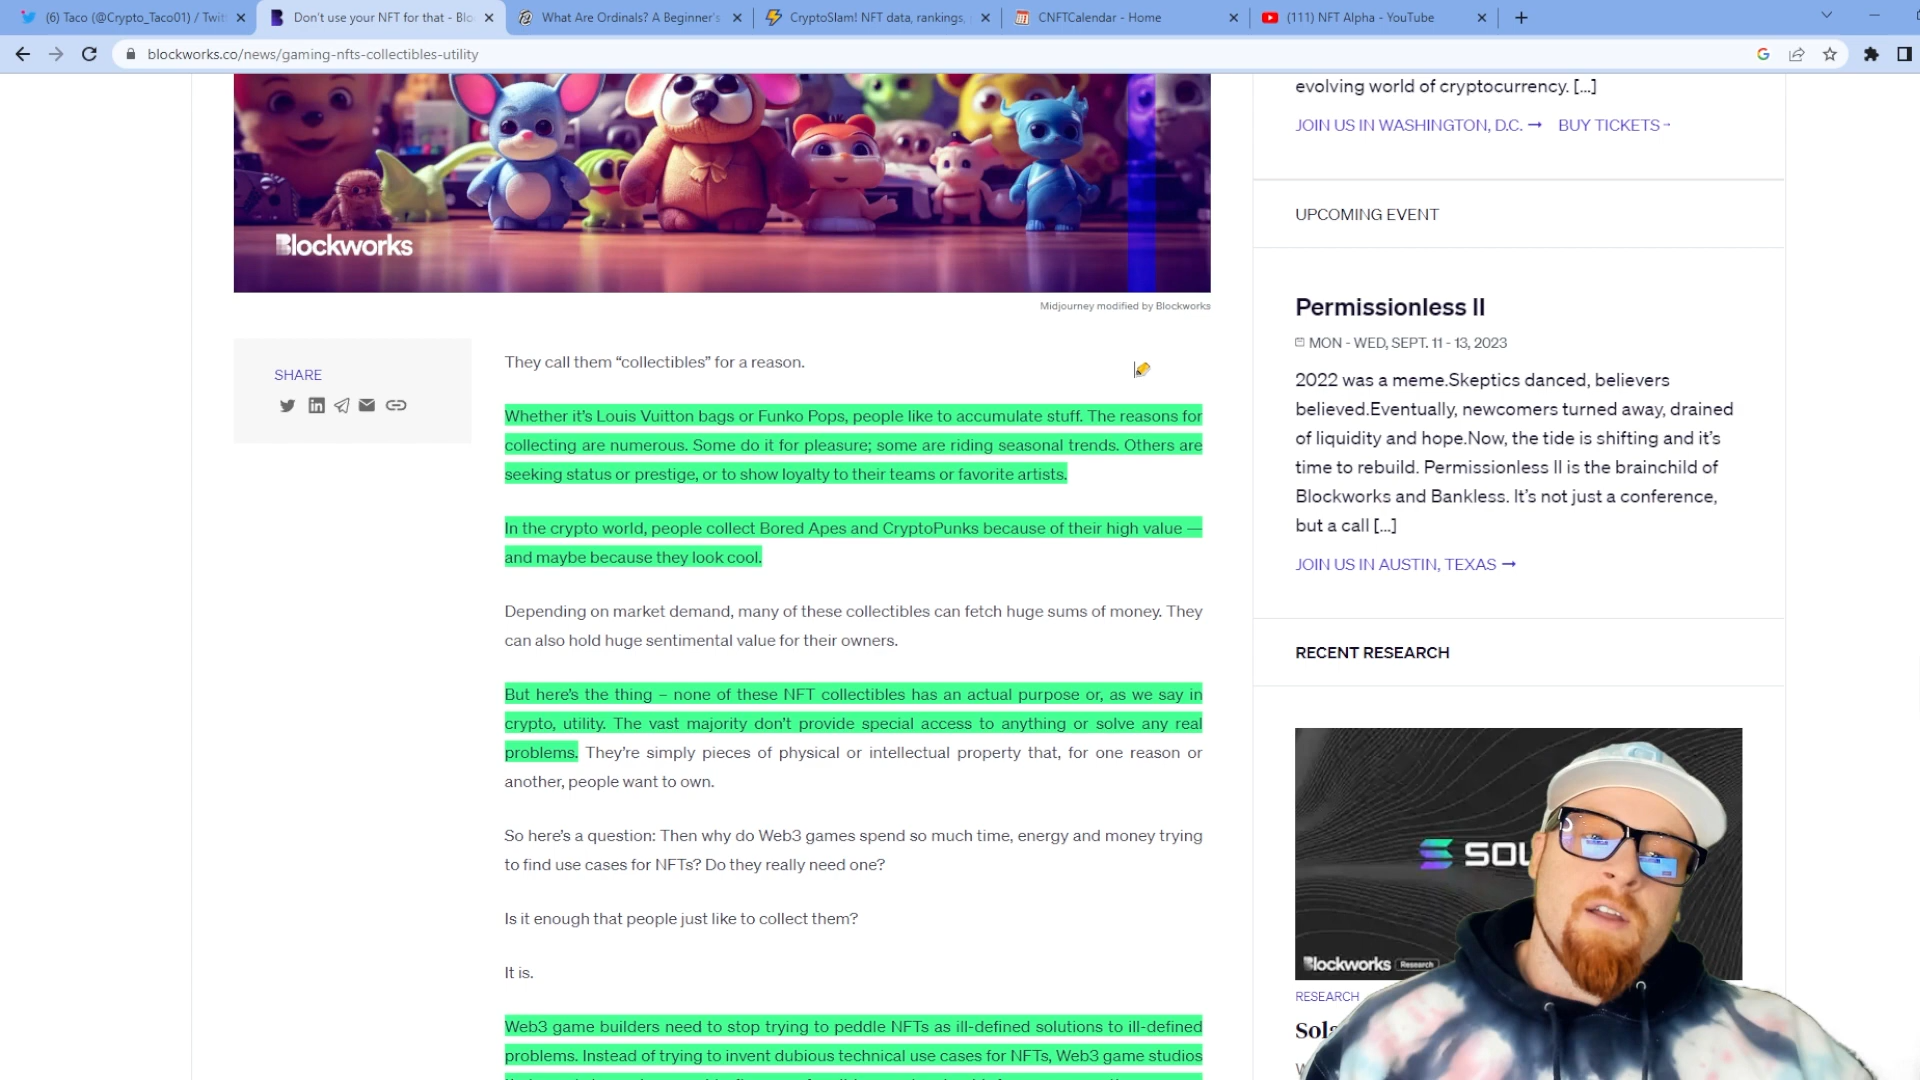 (6) Taco (@Crypto_Taco01) / Twit
Don't use your NFT for that - Blo
What Are Ordinals? A Beginner's
CryptoSlam! NFT data, rankings,
CNFTCalendar - Home
(111) NFT Alpha - YouTube
blockworks.co/news/gaming-nfts-collectibles-utility
Blockworks
Midjourney modified by Blockworks
SHARE
They call them “collectibles” for a reason.
Whether it’s Louis Vuitton bags or Funko Pops, people like to accumulate stuff. The reasons for
collecting are numerous. Some do it for pleasure; some are riding seasonal trends. Others are
seeking status or prestige, or to show loyalty to their teams or favorite artists.
In the crypto world, people collect Bored Apes and CryptoPunks because of their high value —
and maybe because they look cool.
Depending on market demand, many of these collectibles can fetch huge sums of money. They
can also hold huge sentimental value for their owners.
But here’s the thing – none of these NFT collectibles has an actual purpose or, as we say in
crypto, utility. The vast majority don’t provide special access to anything or solve any real
problems. They’re simply pieces of physical or intellectual property that, for one reason or
another, people want to own.
So here’s a question: Then why do Web3 games spend so much time, energy and money trying
to find use cases for NFTs? Do they really need one?
Is it enough that people just like to collect them?
It is.
Web3 game builders need to stop trying to peddle NFTs as ill-defined solutions to ill-defined
problems. Instead of trying to invent dubious technical use cases for NFTs, Web3 game studios
evolving world of cryptocurrency. [...]
JOIN US IN WASHINGTON, D.C. → BUY TICKETS→
UPCOMING EVENT
Permissionless II
MON - WED, SEPT. 11 - 13, 2023
2022 was a meme.Skeptics danced, believers
believed.Eventually, newcomers turned away, drained
of liquidity and hope.Now, the tide is shifting and it’s
time to rebuild. Permissionless II is the brainchild of
Blockworks and Bankless. It’s not just a conference,
but a call [...]
JOIN US IN AUSTIN, TEXAS →
RECENT RESEARCH
SOL
Blockworks Research
RESEARCH
Sola